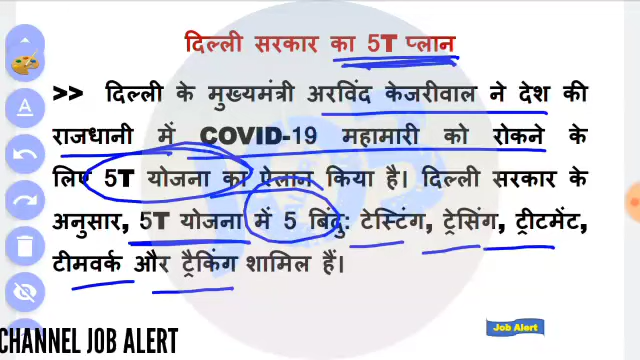 दिल्ली सरकार का 5T प्लान
>> दिल्ली के मुख्यमंत्री अरविंद केजरीवाल ने देश की
राजधानी में COVID-19 महामारी को रोकने के
लिए 5T योजना का ऐलान किया है। दिल्ली सरकार के
अनुसार, 5T योजना में 5 बिंदु: टेस्टिंग, ट्रेसिंग, ट्रीटमेंट,
टीमवर्क और ट्रैकिंग शामिल हैं।
Job Alert
CHANNEL JOB ALERT